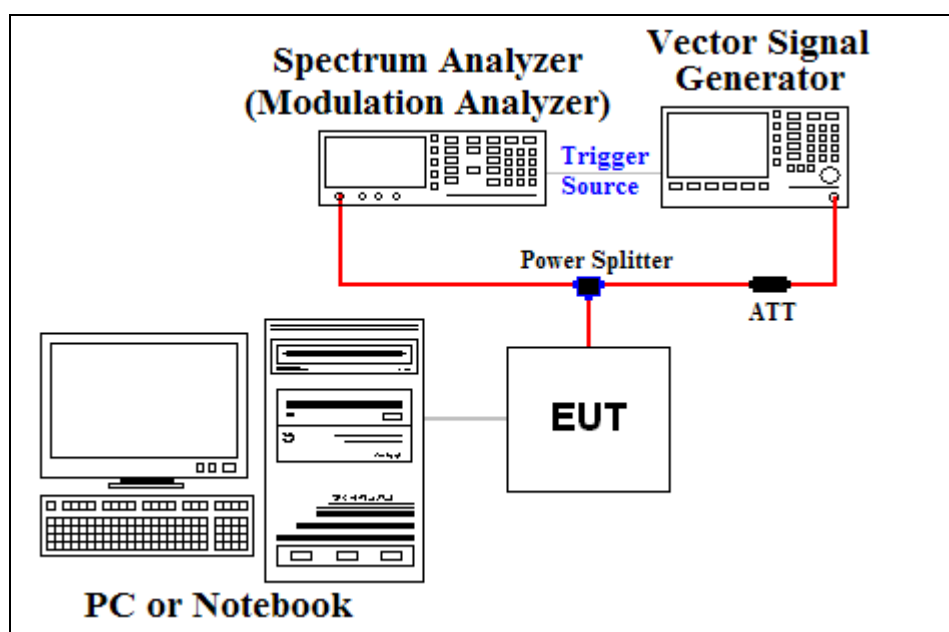 Vector Signal
Generator
Spectrum Analyzer
(Modulation Analyzer)
Trigger
Source
Power Splitter
ATT
EUT
PC or Notebook